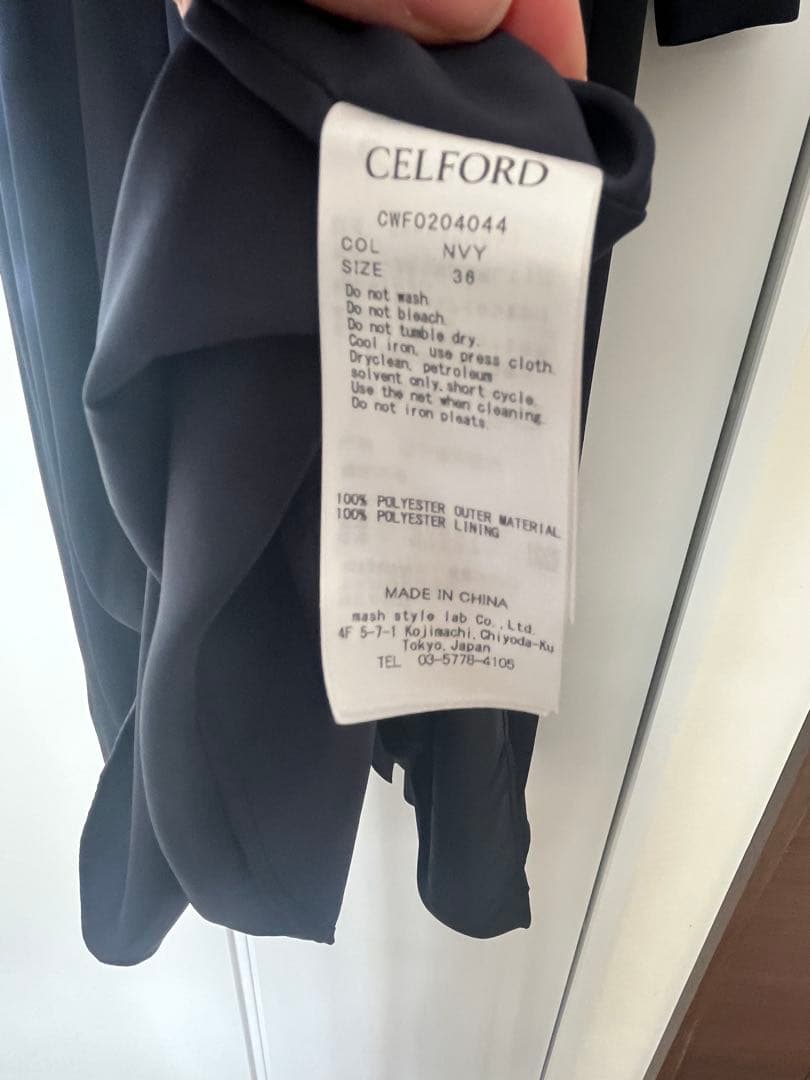 CELFORD
CWF0204044
COL NVY
SIZE 36
Do not wash
Do not bleach.
Do not tumble dry.
Cool iron, use press cloth.
Dryclean, petroleum
solvent only, short cycle.
Use the net when cleaning.
Do not iron pleats.
100% POLYESTER OUTER MATERIAL
100% POLYESTER LINING
MADE IN CHINA
mash style lab Co.,Ltd.
4F 5-7-1 Kojimachi, Chiyoda-Ku
Tokyo, Japan
TEL 03-5778-4105